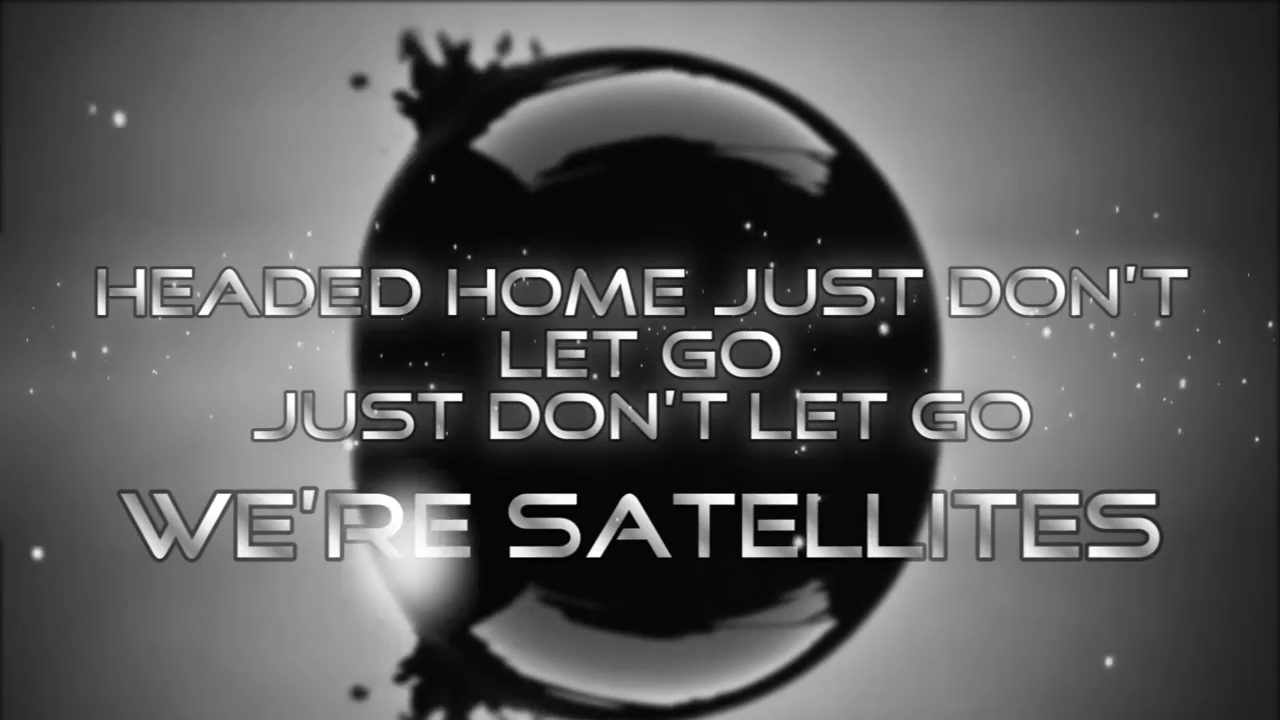 HEADED HOME JUST DON'T
LET GO
JUST DON'T LET GO
WE'RE SATELLITES